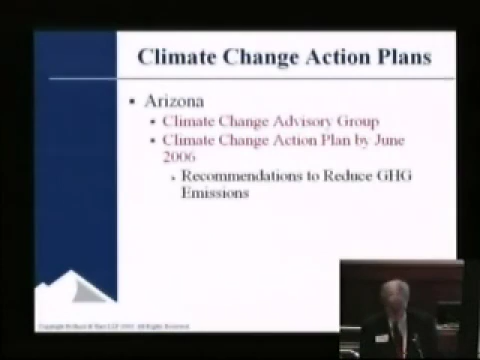 Climate Change Action Plans
Arizona
Climate Change Advisory Group
Climate Change Action Plan by June
2006
Recommendations to Reduce GHG
Emissions